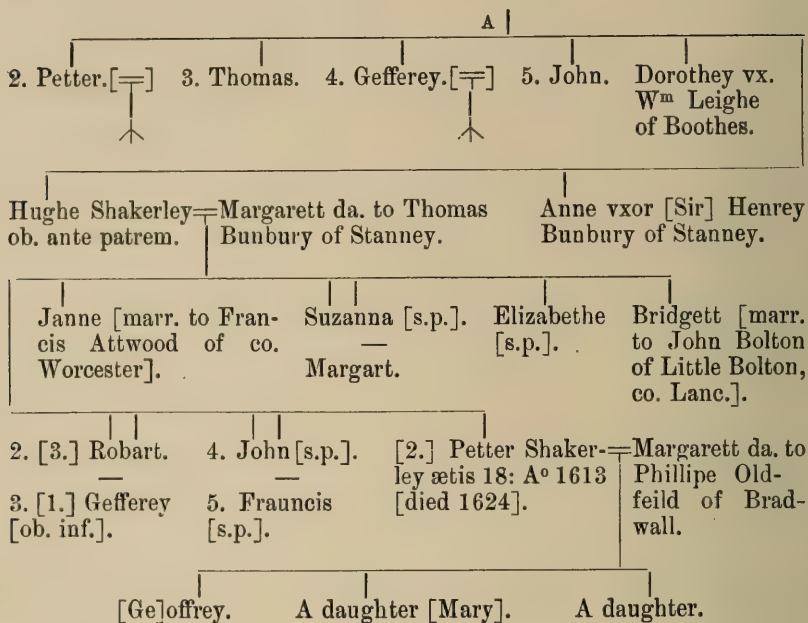 A
2. Petter.[=] 3. Thomas. 4. Gefferey.[=] 5. John. Dorothey vx.
Wm Leighe
of Boothes.
Hughe Shakerley=Margarett da. to Thomas
ob. ante patrem. Bunbury of Stanney.
Anne vxor [Sir] Henrey
Bunbury of Stanney.
Janne [marr. to Fran-
cis Attwood of co.
Worcester].
Suzanna [s.p.].
—
Margart.
Elizabethe
[s.p.].
Bridgett [marr.
to John Bolton
of Little Bolton,
co. Lanc.].
2. [3.] Robart.
—
3. [1.] Gefferey
[ob. inf.].
4. John [s.p.].
—
5. Frauncis
[s.p.].
[2.] Petter Shaker-
ley ætis 18: Ao 1613
[died 1624].
=Margarett da. to
Phillipe Old-
feild of Brad-
wall.
[Ge]offrey. A daughter [Mary]. A daughter.